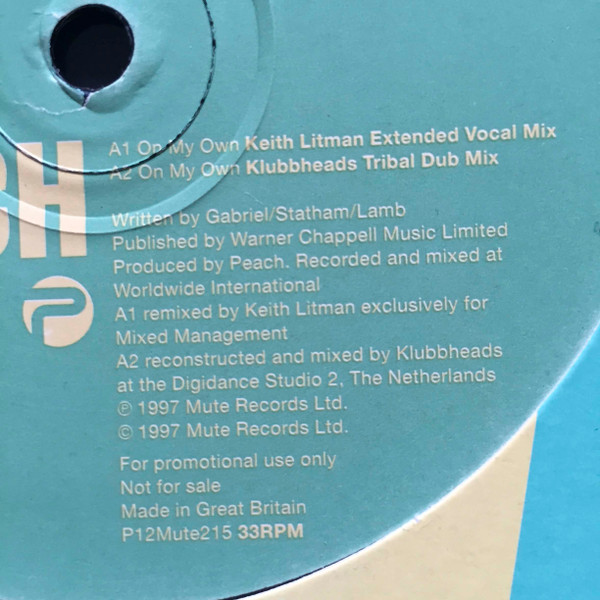 CH
A1 On My Own Keith Litman Extended Vocal Mix
A2 On My Own Klubbheads Tribal Dub Mix
Written by Gabriel/Statham/Lamb
Published by Warner Chappell Music Limited
Produced by Peach. Recorded and mixed at
Worldwide International
A1 remixed by Keith Litman exclusively for
Mixed Management
A2 reconstructed and mixed by Klubbheads
at the Digidance Studio 2, The Netherlands
℗ 1997 Mute Records Ltd.
© 1997 Mute Records Ltd.
For promotional use only
Not for sale
Made in Great Britain
P12Mute215 33RPM